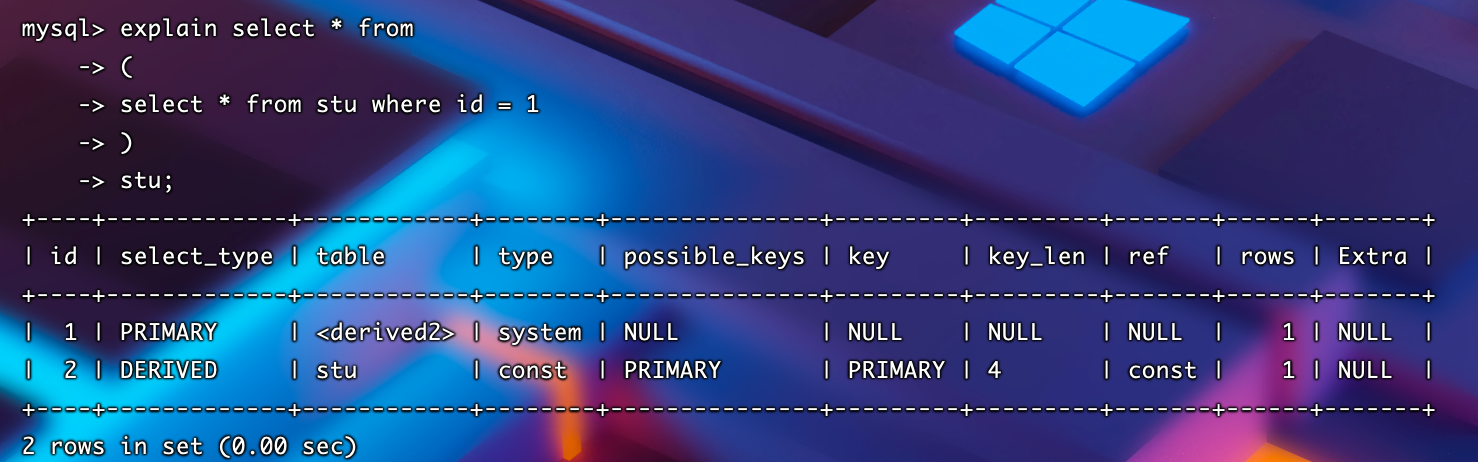 mysql> explain select * from
    -> (
    -> select * from stu where id = 1
    -> )
    -> stu;
+----+-------------+------------+--------+---------------+---------+---------+-------+------+-------+
| id | select_type | table      | type   | possible_keys | key     | key_len | ref   | rows | Extra |
+----+-------------+------------+--------+---------------+---------+---------+-------+------+-------+
|  1 | PRIMARY     | <derived2> | system | NULL          | NULL    | NULL    | NULL  |    1 | NULL  |
|  2 | DERIVED     | stu        | const  | PRIMARY       | PRIMARY | 4       | const |    1 | NULL  |
+----+-------------+------------+--------+---------------+---------+---------+-------+------+-------+
2 rows in set (0.00 sec)